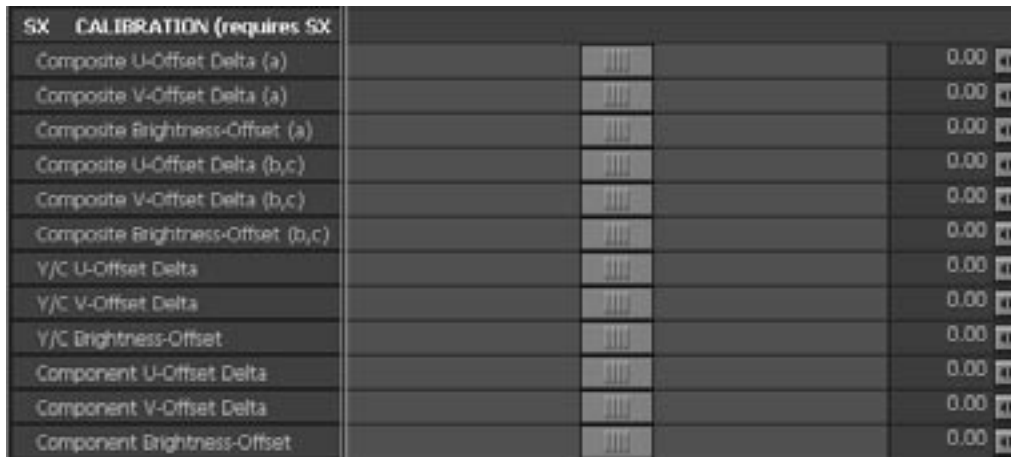 SX CALIBRATION (requires SX
Composite U-Offset Delta (a) 0.00
Composite V-Offset Delta (a) 0.00
Composite Brightness-Offset (a) 0.00
Composite U-Offset Delta (b,c) 0.00
Composite V-Offset Delta (b,c) 0.00
Composite Brightness-Offset (b,c) 0.00
Y/C U-Offset Delta 0.00
Y/C V-Offset Delta 0.00
Y/C Brightness-Offset 0.00
Component U-Offset Delta 0.00
Component V-Offset Delta 0.00
Component Brightness-Offset 0.00